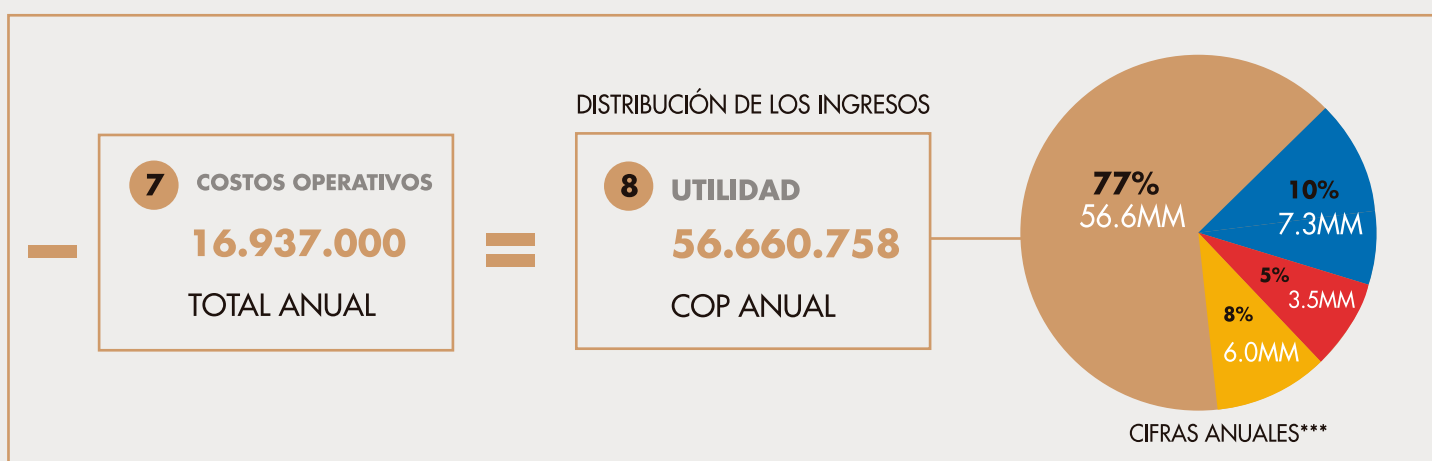 7 COSTOS OPERATIVOS
16.937.000
TOTAL ANUAL
DISTRIBUCIÓN DE LOS INGRESOS
8 UTILIDAD
56.660.758
COP ANUAL
77%
56.6MM
10%
7.3MM
5%
3.5MM
8%
6.0MM
CIFRAS ANUALES***